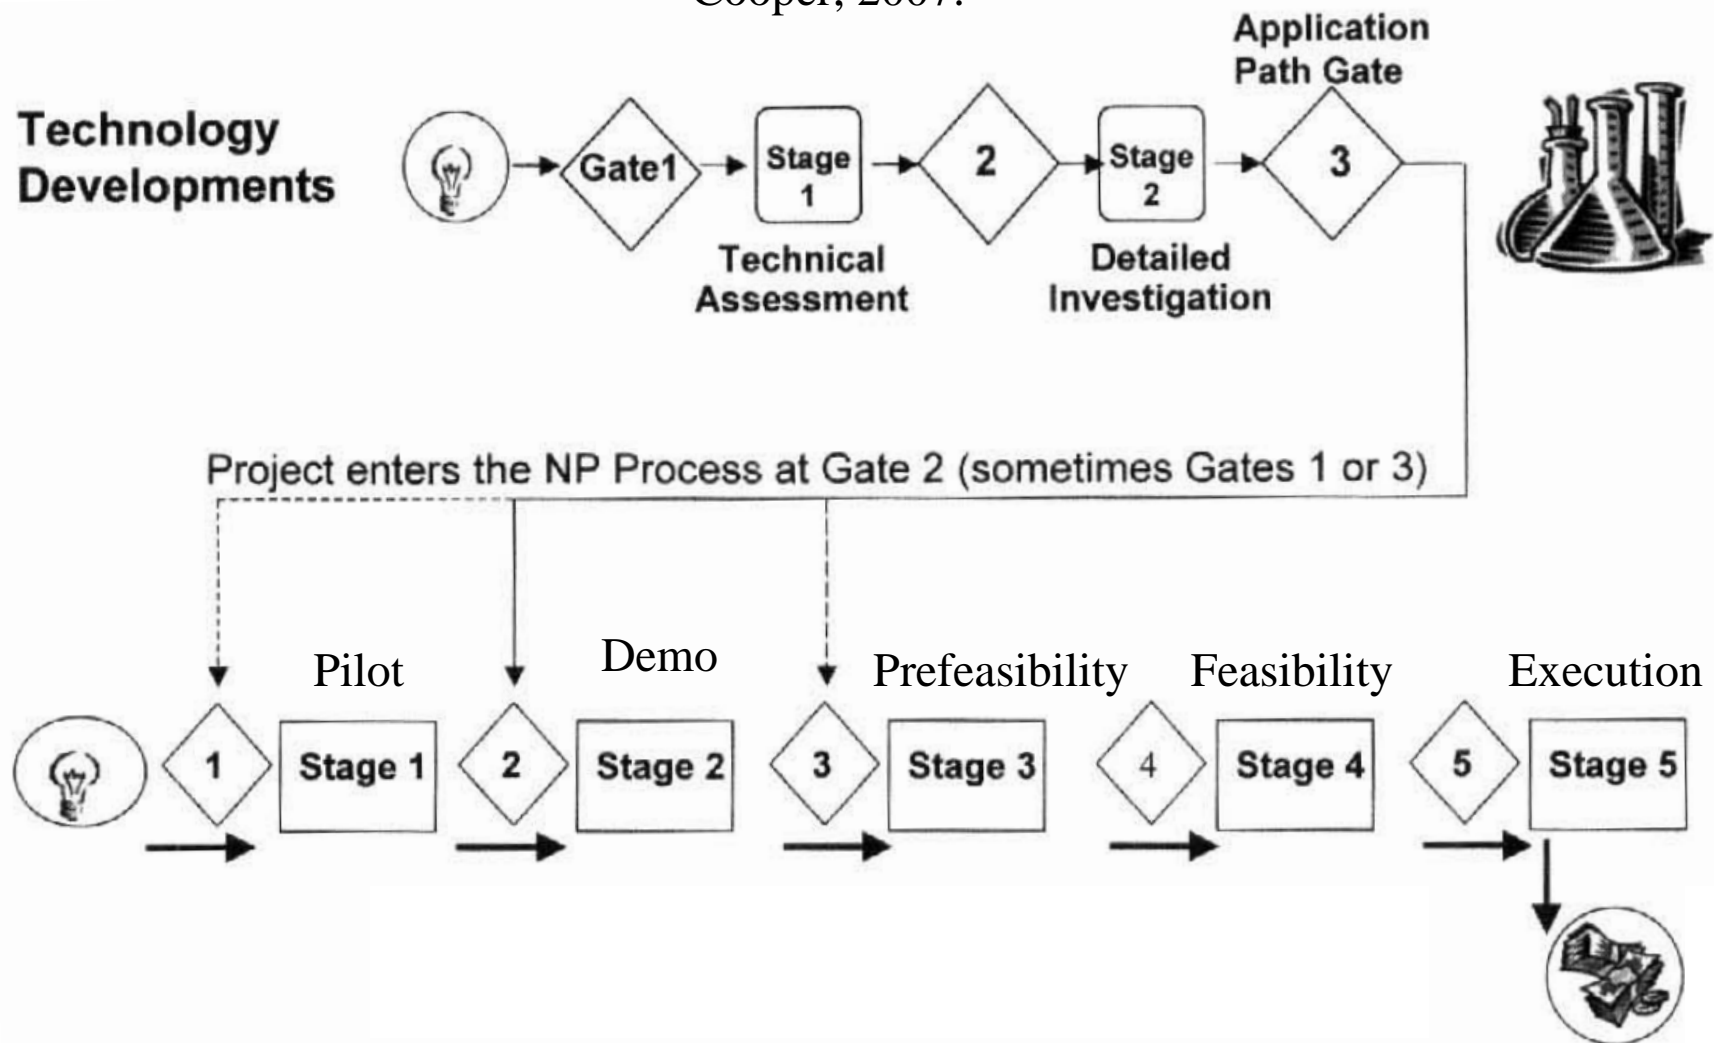 Cooper, 2007.
Application
Path Gate
Technology
Developments
Gate1
Stage
1
2
Stage
2
3
Technical
Assessment
Detailed
Investigation
Project enters the NP Process at Gate 2 (sometimes Gates 1 or 3)
Pilot
Demo
Prefeasibility
Feasibility
Execution
1
Stage 1
2
Stage 2
3
Stage 3
4
Stage 4
5
Stage 5